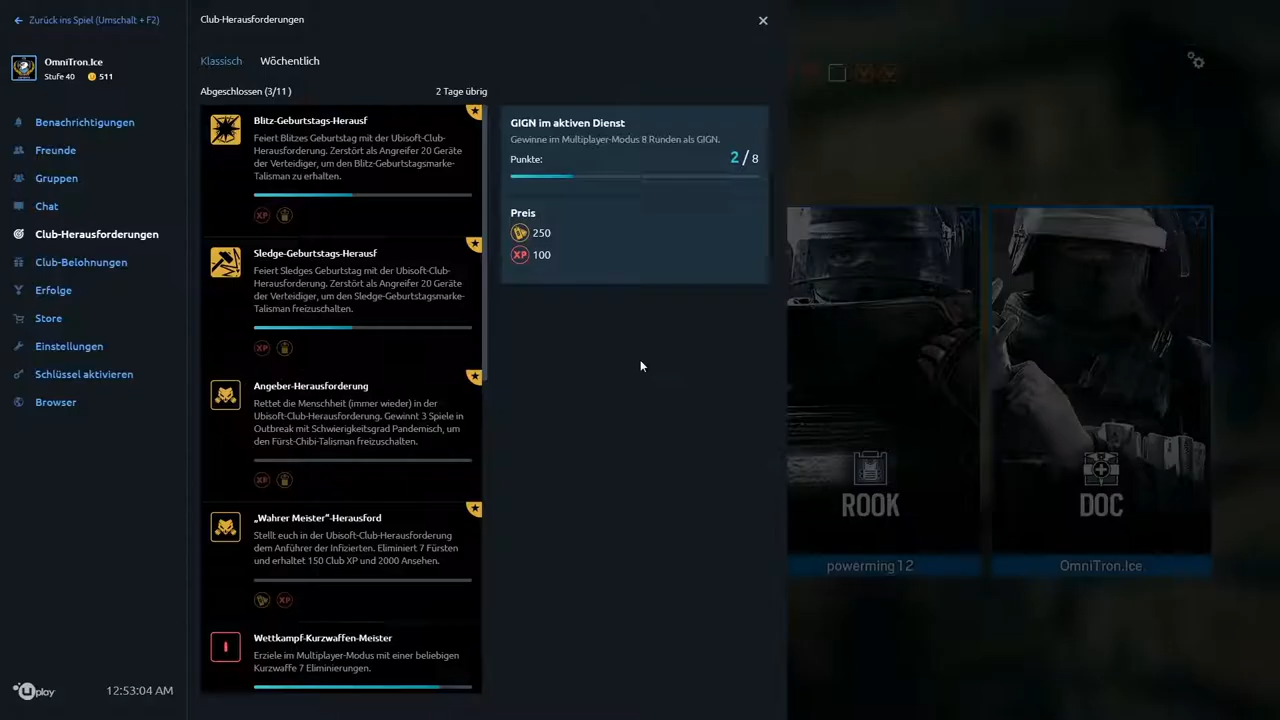 Zurück ins Spiel (Umschalt + F2)
OmniTron.Ice
Stufe 40
511
Benachrichtigungen
Freunde
Gruppen
Chat
Club-Herausforderungen
Club-Belohnungen
Erfolge
Store
Einstellungen
Schlüssel aktivieren
Browser
uplay
12:53:04 AM
Club-Herausforderungen
Klassisch
Wöchentlich
Abgeschlossen (3/11 )
2 Tage übrig
Blitz-Geburtstags-Herausf
Feiert Blitzes Geburtstag mit der Ubisoft-Club-
Herausforderung. Zerstört als Angreifer 20 Geräte
der Verteidiger, um den Blitz-Geburtstagsmarke-
Talisman zu erhalten.
XP
Sledge-Geburtstags-Herausf
Feiert Sledges Geburtstag mit der Ubisoft-Club-
Herausforderung. Zerstört als Angreifer 20 Geräte
der Verteidiger, um den Sledge-Geburtstagsmarke-
Talisman freizuschalten.
XP
Angeber-Herausforderung
Rettet die Menschheit (immer wieder) in der
Ubisoft-Club-Herausforderung. Gewinnt 3 Spiele in
Outbreak mit Schwierigkeitsgrad Pandemisch, um
den Fürst-Chibi-Talisman freizuschalten.
XP
„Wahrer Meister“-Herausford
Stellt euch in der Ubisoft-Club-Herausforderung
dem Anführer der Infizierten. Eliminiert 7 Fürsten
und erhaltet 150 Club XP und 2000 Ansehen.
XP
Wettkampf-Kurzwaffen-Meister
Erziele im Multiplayer-Modus mit einer beliebigen
Kurzwaffe 7 Eliminierungen.
GIGN im aktiven Dienst
Gewinne im Multiplayer-Modus 8 Runden als GIGN.
Punkte:
2 / 8
Preis
250
XP 100
ROOK
powerming12
DOC
OmniTron.Ice